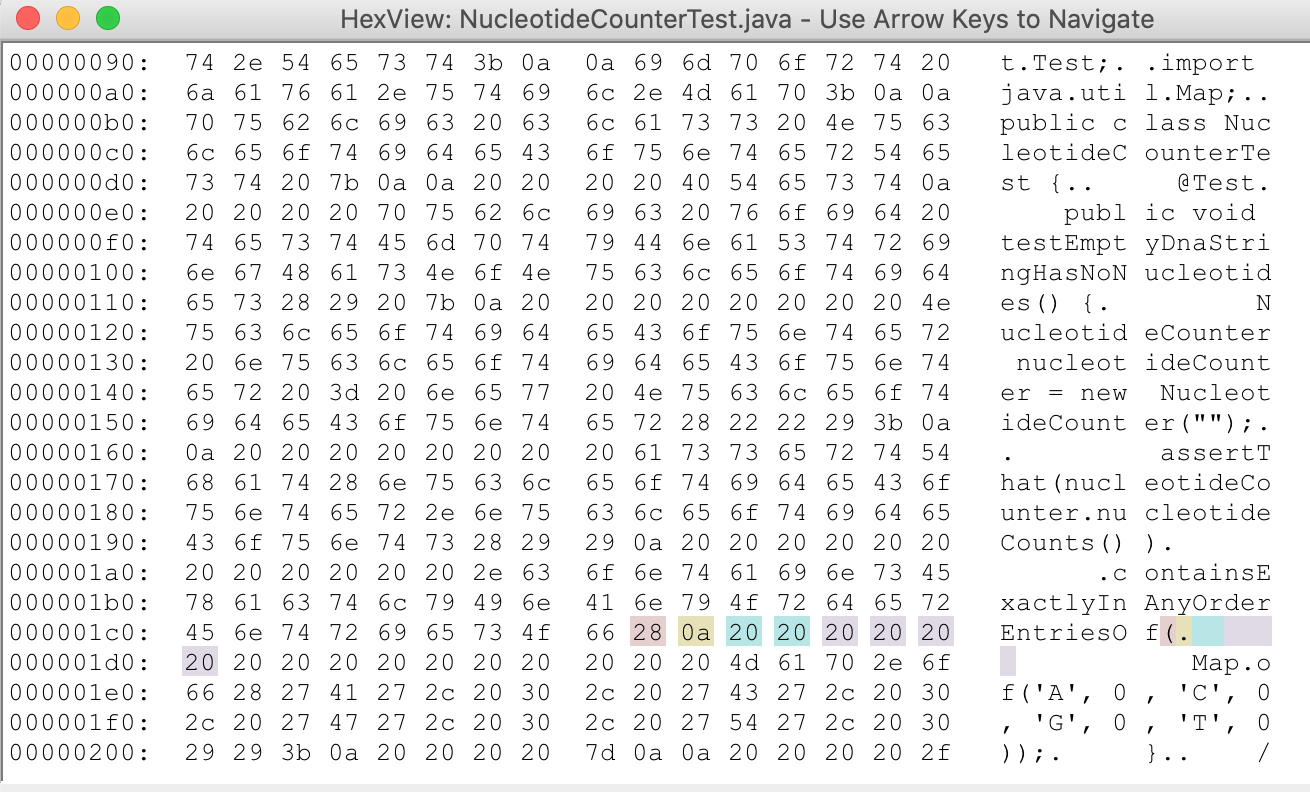 HexView: NucleotideCounterTest.java - Use Arrow Keys to Navigate
00000090: 74 2e 54 65 73 74 3b 0a 0a 69 6d 70 6f 72 74 20 t.Test;. .import
000000a0: 6a 61 76 61 2e 75 74 69 6c 2e 4d 61 70 3b 0a 0a java.uti l.Map;..
000000b0: 70 75 62 6c 69 63 20 63 6c 61 73 73 20 4e 75 63 public c lass Nuc
000000c0: 6c 65 6f 74 69 64 65 43 6f 75 6e 74 65 72 54 65 leotideC ounterTe
000000d0: 73 74 20 7b 0a 0a 20 20 20 20 40 54 65 73 74 0a st {..     @Test.
000000e0: 20 20 20 20 70 75 62 6c 69 63 20 76 6f 69 64 20     publ ic void
000000f0: 74 65 73 74 45 6d 70 74 79 44 6e 61 53 74 72 69 testEmpt yDnaStri
00000100: 6e 67 48 61 73 4e 6f 4e 75 63 6c 65 6f 74 69 64 ngHasNoN ucleotid
00000110: 65 73 28 29 20 7b 0a 20 20 20 20 20 20 20 20 4e es() {.         N
00000120: 75 63 6c 65 6f 74 69 64 65 43 6f 75 6e 74 65 72 ucleotid eCounter
00000130: 20 6e 75 63 6c 65 6f 74 69 64 65 43 6f 75 6e 74  nucleot ideCount
00000140: 65 72 20 3d 20 6e 65 77 20 4e 75 63 6c 65 6f 74 er = new  Nucleot
00000150: 69 64 65 43 6f 75 6e 74 65 72 28 22 22 29 3b 0a ideCount er("");.
00000160: 0a 20 20 20 20 20 20 20 20 61 73 73 65 72 74 54 .         assertT
00000170: 68 61 74 28 6e 75 63 6c 65 6f 74 69 64 65 43 6f hat(nucl eotideCo
00000180: 75 6e 74 65 72 2e 6e 75 63 6c 65 6f 74 69 64 65 unter.nu cleotide
00000190: 43 6f 75 6e 74 73 28 29 29 0a 20 20 20 20 20 20 Counts() ).
000001a0: 20 20 20 20 20 20 2e 63 6f 6e 74 61 69 6e 73 45       .c ontainsE
000001b0: 78 61 63 74 6c 79 49 6e 41 6e 79 4f 72 64 65 72 xactlyIn AnyOrder
000001c0: 45 6e 74 72 69 65 73 4f 66 28 0a 20 20 20 20 20 EntriesO f(.
000001d0: 20 20 20 20 20 20 20 20 20 20 20 4d 61 70 2e 6f            Map.o
000001e0: 66 28 27 41 27 2c 20 30 2c 20 27 43 27 2c 20 30 f('A', 0 , 'C', 0
000001f0: 2c 20 27 47 27 2c 20 30 2c 20 27 54 27 2c 20 30 , 'G', 0 , 'T', 0
00000200: 29 29 3b 0a 20 20 20 20 7d 0a 0a 20 20 20 20 2f ));.     }..    /